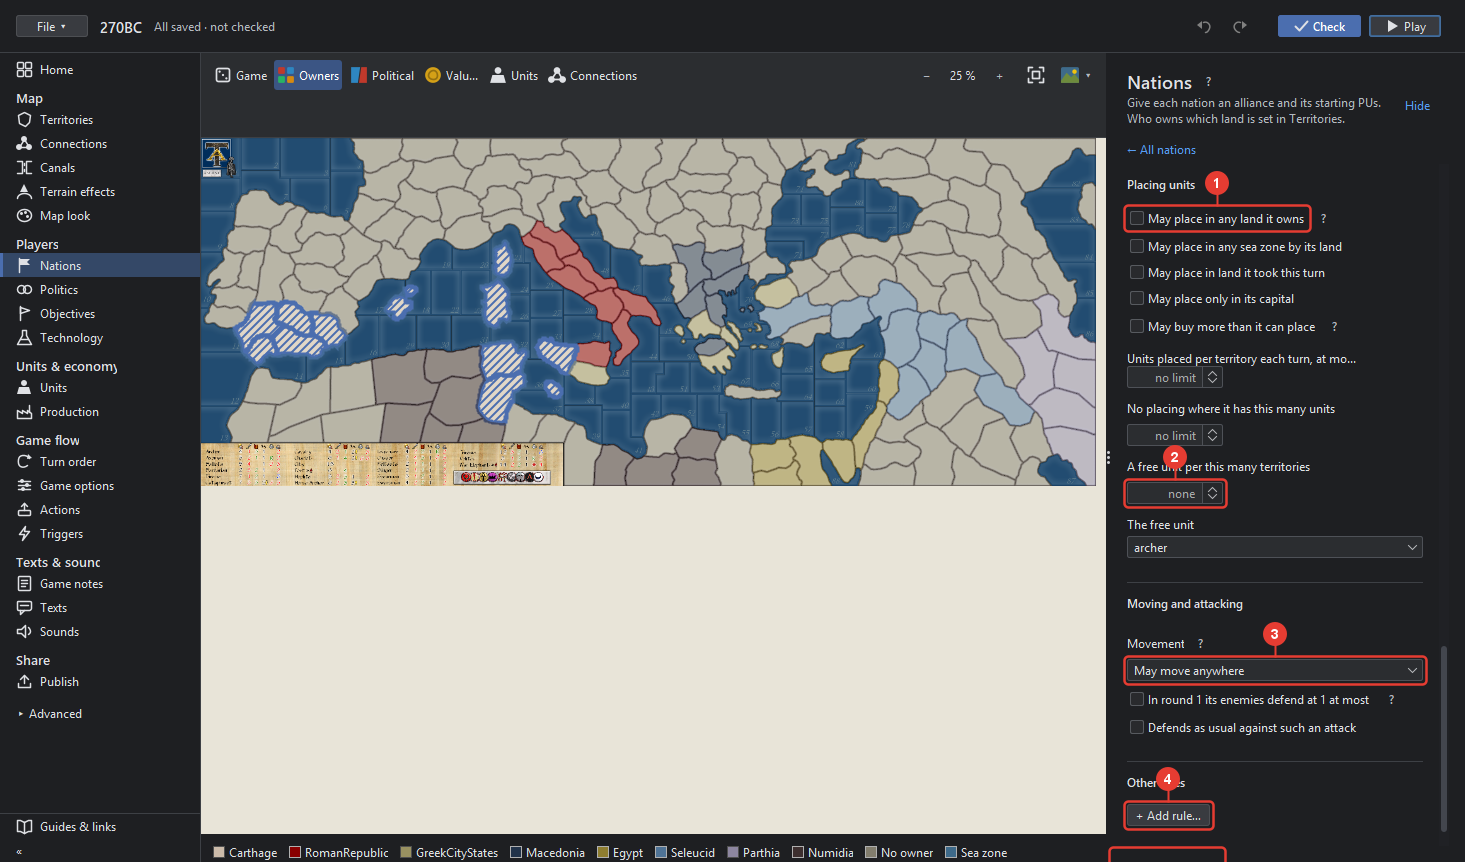 File
270BC
All saved · not checked
Check
Play
Home
Map
Territories
Connections
Canals
Terrain effects
Map look
Players
Nations
Politics
Objectives
Technology
Units & economy
Units
Production
Game flow
Turn order
Game options
Actions
Triggers
Texts & sound
Game notes
Texts
Sounds
Share
Publish
Advanced
Guides & links
«
Game
Owners
Political
Valu...
Units
Connections
− 25 % +
Carthage
RomanRepublic
GreekCityStates
Macedonia
Egypt
Seleucid
Parthia
Numidia
No owner
Sea zone
Nations ?
Give each nation an alliance and its starting PUs.
Who owns which land is set in Territories.
Hide
← All nations
Placing units
1
May place in any land it owns ?
May place in any sea zone by its land
May place in land it took this turn
May place only in its capital
May buy more than it can place ?
Units placed per territory each turn, at mo...
no limit
No placing where it has this many units
no limit
2
A free unit per this many territories
none
The free unit
archer
Moving and attacking
3
Movement ?
May move anywhere
In round 1 its enemies defend at 1 at most ?
Defends as usual against such an attack
4
Other
+ Add rule...